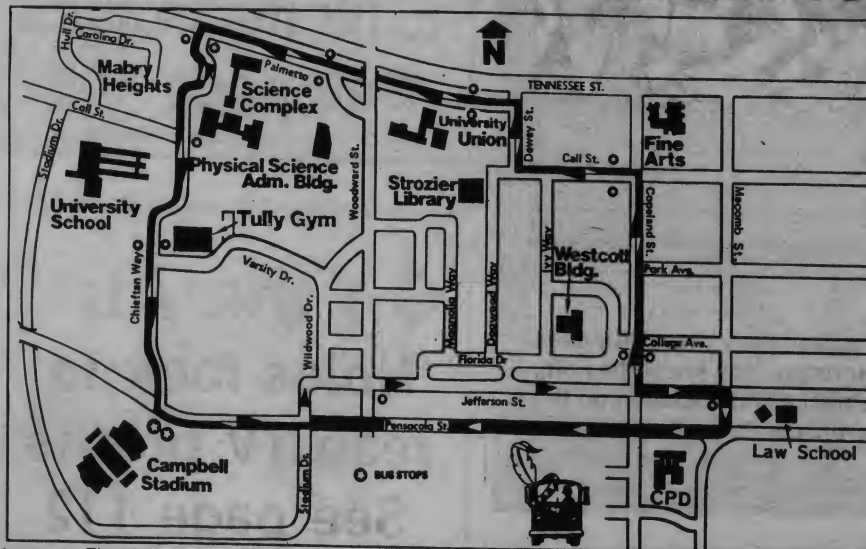 Hull Dr.
Carolina Dr.
Mabry
Heights
Call St.
Stadium Dr.
University
School
Palmetto
Science
Complex
Physical Science
Adm. Bldg.
Tully Gym
Chieftan Way
Varsity Dr.
Wildwood Dr.
Woodward St.
N
TENNESSEE ST.
University
Union
Dewey St.
Call St.
Fine
Arts
Strozier
Library
Magnolia Way
Dogwood Way
Ivy Way
Westcott
Bldg.
Copeland St.
Macomb St.
Park Ave.
College Ave.
Florida Dr
Jefferson St.
Pensacola St.
Campbell
Stadium
Stadium Dr.
BUS STOPS
CPD
Law School